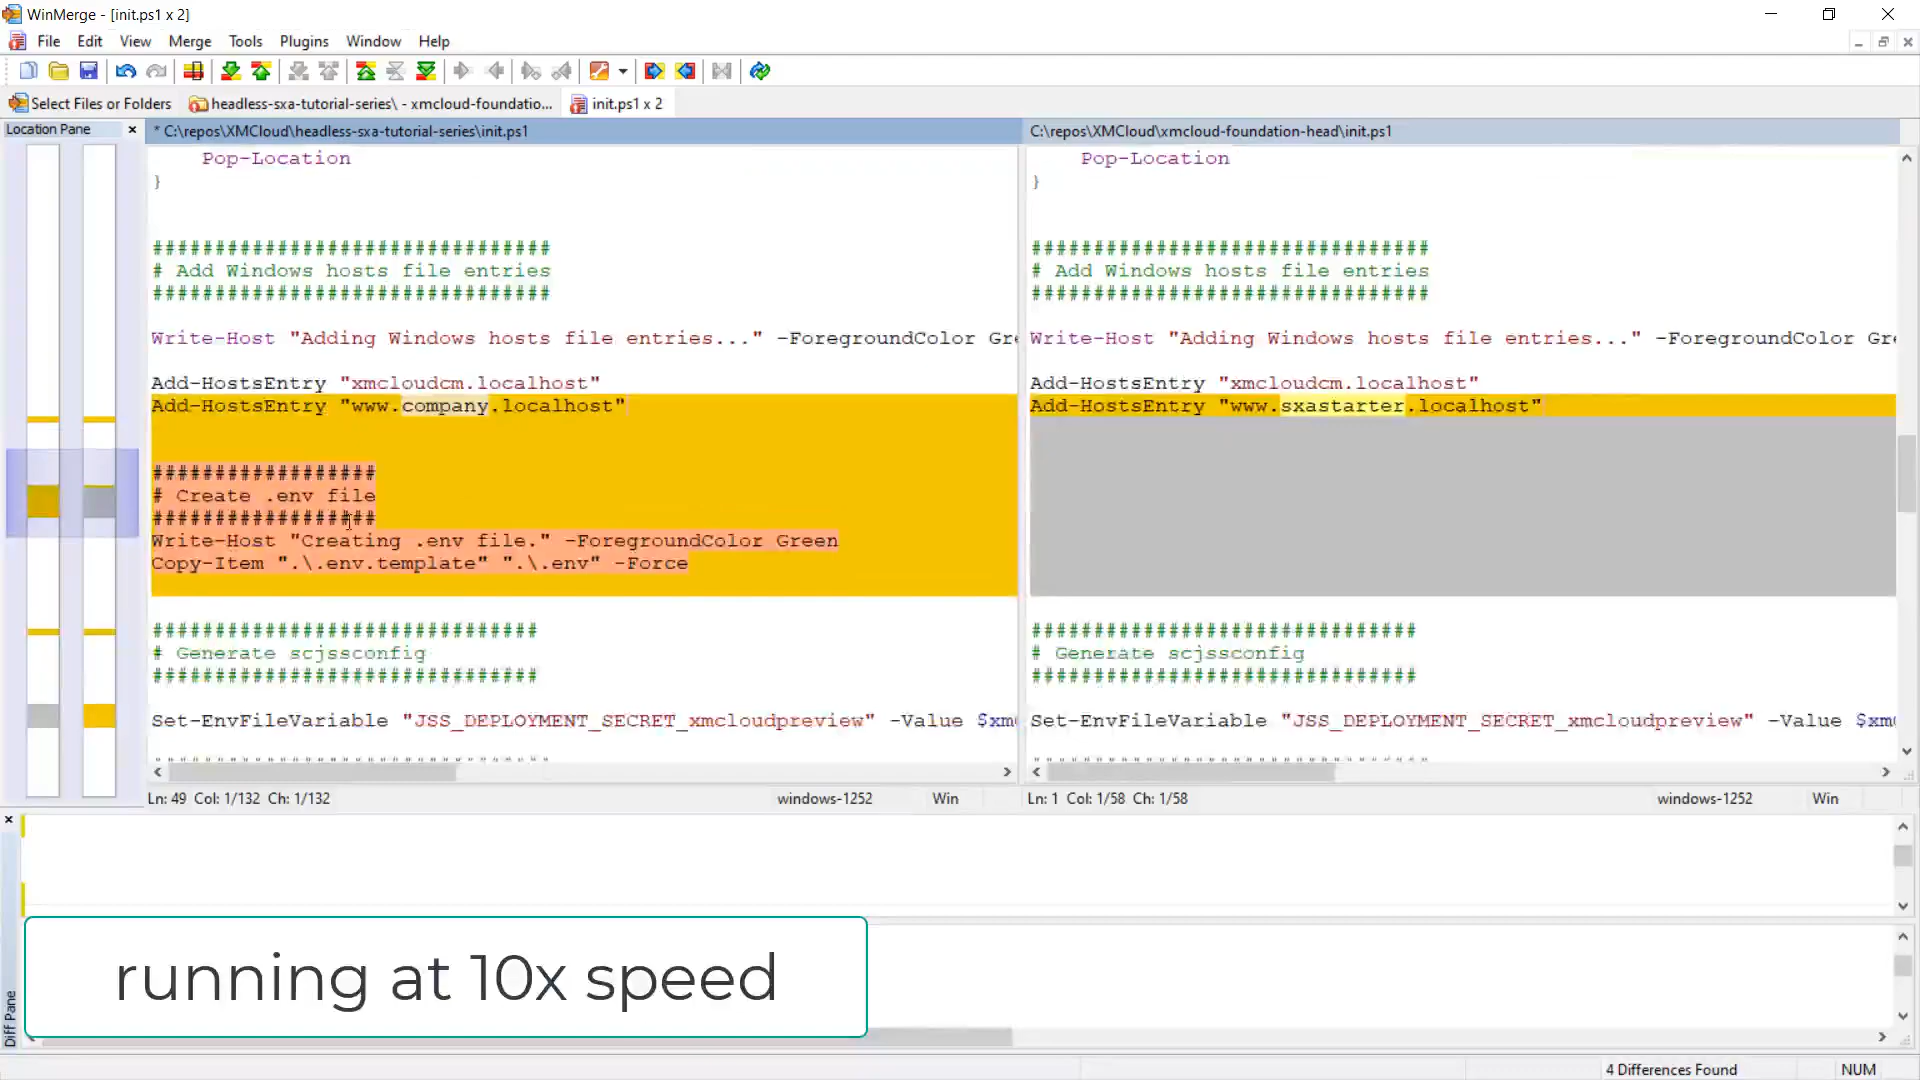 WinMerge - [init.ps1 x 2]
File Edit View Merge Tools Plugins Window Help
Select Files or Folders headless-sxa-tutorial-series\ - xmcloud-foundatio... init.ps1 x 2
Location Pane
* C:\repos\XMCloud\headless-sxa-tutorial-series\init.ps1
Pop-Location
}
################################
# Add Windows hosts file entries
################################
Write-Host "Adding Windows hosts file entries..." -ForegroundColor Gre
Add-HostsEntry "xmcloudcm.localhost"
Add-HostsEntry "www.company.localhost"
##################
# Create .env file
##################
Write-Host "Creating .env file." -ForegroundColor Green
Copy-Item ".\.env.template" ".\.env" -Force
###############################
# Generate scjssconfig
###############################
Set-EnvFileVariable "JSS_DEPLOYMENT_SECRET_xmcloudpreview" -Value $xm
Ln: 49 Col: 1/132 Ch: 1/132 windows-1252 Win
C:\repos\XMCloud\xmcloud-foundation-head\init.ps1
Pop-Location
}
################################
# Add Windows hosts file entries
################################
Write-Host "Adding Windows hosts file entries..." -ForegroundColor Gre
Add-HostsEntry "xmcloudcm.localhost"
Add-HostsEntry "www.sxastarter.localhost"
###############################
# Generate scjssconfig
###############################
Set-EnvFileVariable "JSS_DEPLOYMENT_SECRET_xmcloudpreview" -Value $xm
Ln: 1 Col: 1/58 Ch: 1/58 windows-1252 Win
Diff Pane
running at 10x speed
4 Differences Found NUM